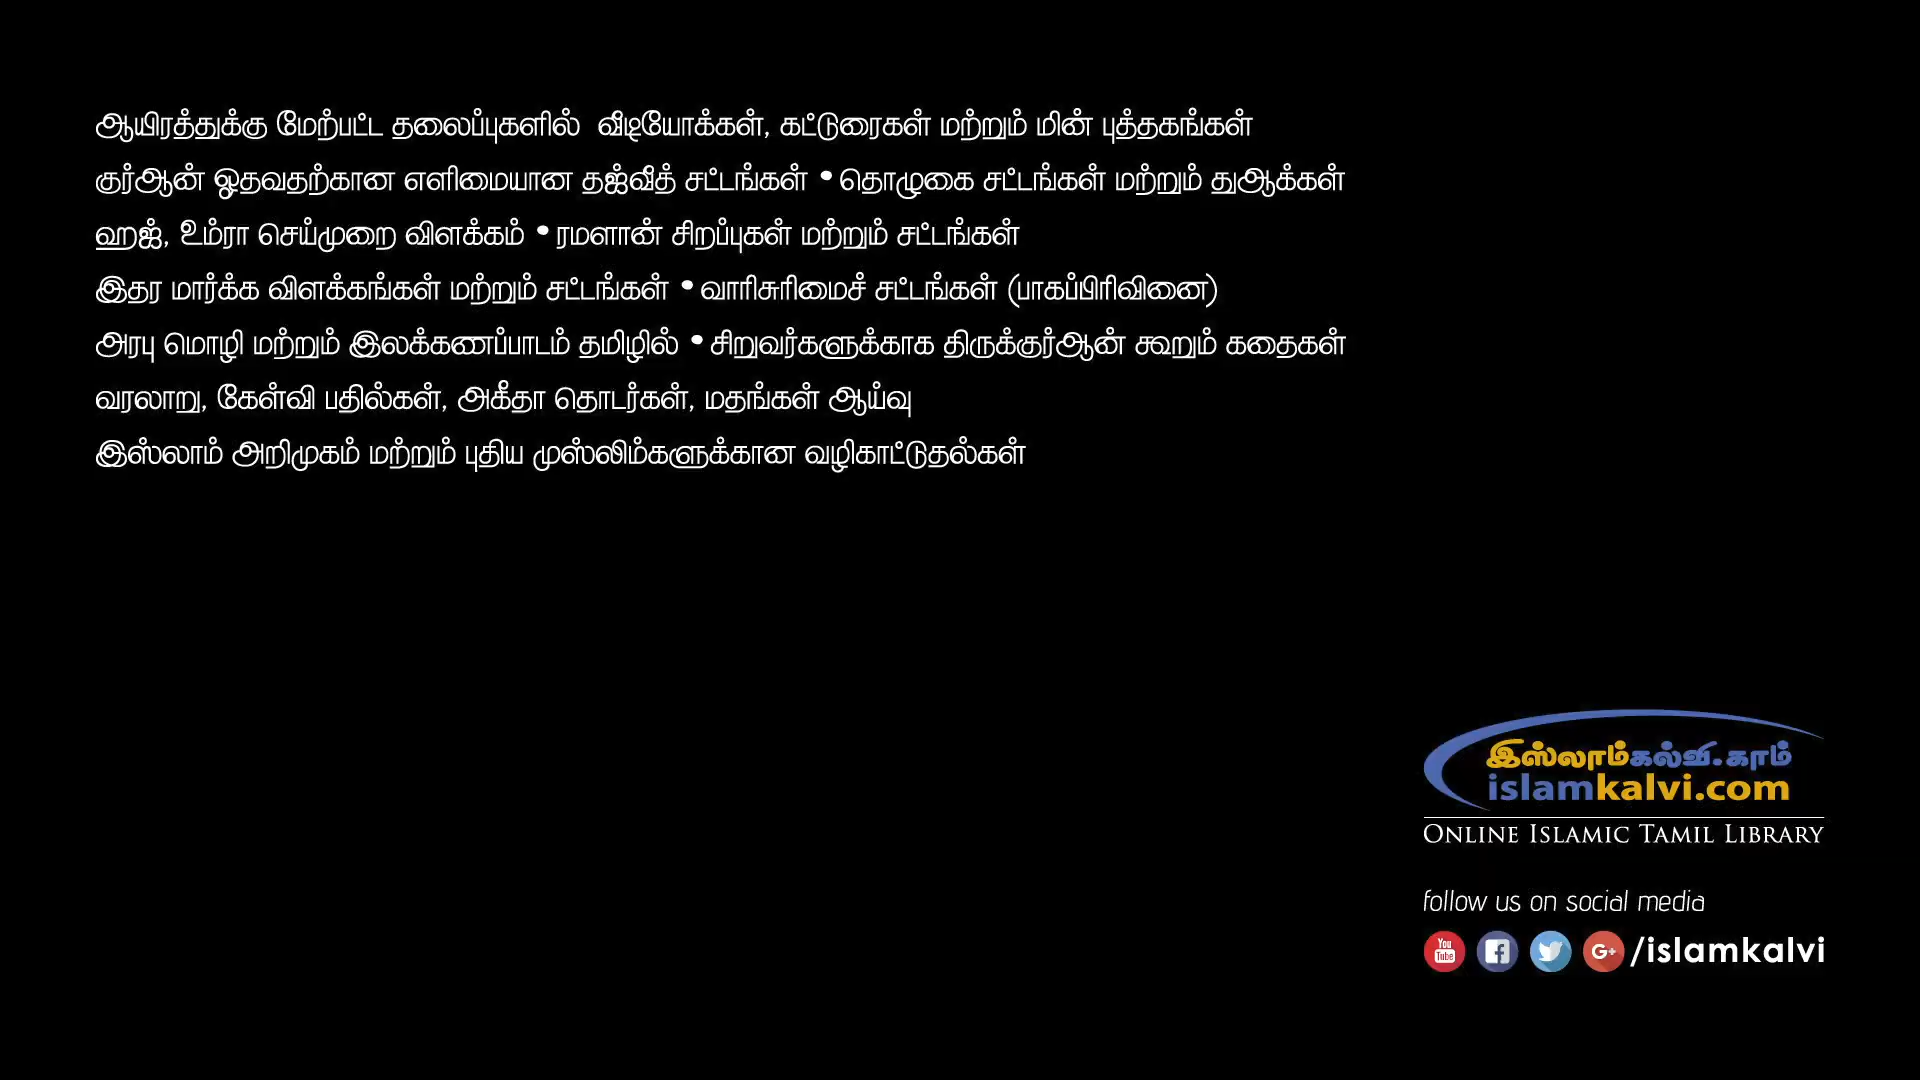 ஆயிரத்துக்கு மேற்பட்ட தலைப்புகளில் வீடியோக்கள், கட்டுரைகள் மற்றும் மின் புத்தகங்கள்
குர்ஆன் ஓதவதற்கான எளிமையான தஜ்வீத் சட்டங்கள் • தொழுகை சட்டங்கள் மற்றும் துஆக்கள்
ஹஜ், உம்ரா செய்முறை விளக்கம் • ரமளான் சிறப்புகள் மற்றும் சட்டங்கள்
இதர மார்க்க விளக்கங்கள் மற்றும் சட்டங்கள் • வாரிசுரிமைச் சட்டங்கள் (பாகப்பிரிவினை)
அரபு மொழி மற்றும் இலக்கணப்பாடம் தமிழில் • சிறுவர்களுக்காக திருக்குர்ஆன் கூறும் கதைகள்
வரலாறு, கேள்வி பதில்கள், அகீதா தொடர்கள், மதங்கள் ஆய்வு
இஸ்லாம் அறிமுகம் மற்றும் புதிய முஸ்லிம்களுக்கான வழிகாட்டுதல்கள்
இஸ்லாம்கல்வி.காம்
islamkalvi.com
ONLINE ISLAMIC TAMIL LIBRARY
follow us on social media
You Tube f G+ /islamkalvi